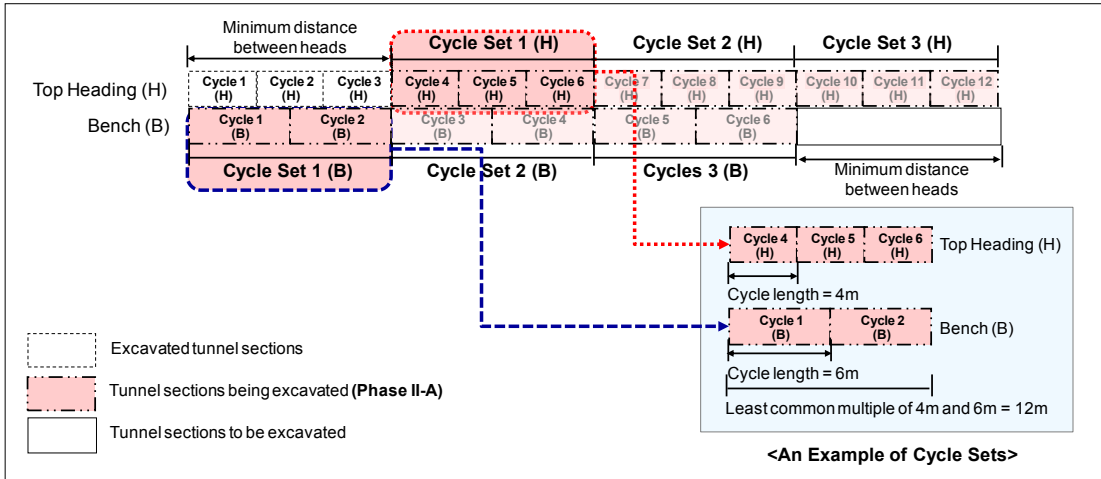 Minimum distance
between heads
Cycle Set 1 (H)
Cycle Set 2 (H)
Cycle Set 3 (H)
Top Heading (H)
Cycle 1
(H)
Cycle 2
(H)
Cycle 3
(H)
Cycle 4
(H)
Cycle 5
(H)
Cycle 6
(H)
Cycle 7
(H)
Cycle 8
(H)
Cycle 9
(H)
Cycle 10
(H)
Cycle 11
(H)
Cycle 12
(H)
Bench (B)
Cycle 1
(B)
Cycle 2
(B)
Cycle 3
(B)
Cycle 4
(B)
Cycle 5
(B)
Cycle 6
(B)
Cycle Set 1 (B)
Cycle Set 2 (B)
Cycles 3 (B)
Minimum distance
between heads
Cycle 4
(H)
Cycle 5
(H)
Cycle 6
(H)
Top Heading (H)
Cycle length = 4m
Cycle 1
(B)
Cycle 2
(B)
Bench (B)
Cycle length = 6m
Least common multiple of 4m and 6m = 12m
<An Example of Cycle Sets>
Excavated tunnel sections
Tunnel sections being excavated (Phase II-A)
Tunnel sections to be excavated